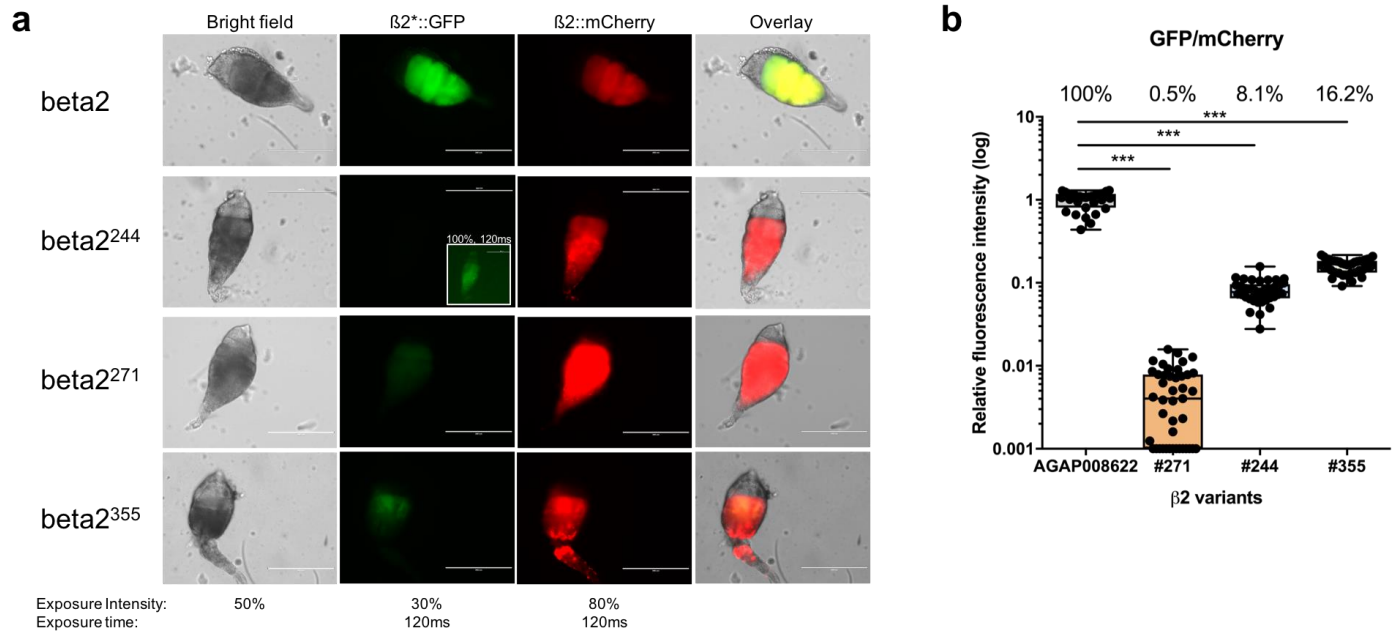 a
Bright field
ß2*::GFP
ß2::mCherry
Overlay
beta2
beta2²⁴⁴
100%, 120ms
beta2²⁷¹
beta2³⁵⁵
Exposure Intensity:
50%
30%
80%
Exposure time:
120ms
120ms
b
GFP/mCherry
100%
0.5%
8.1%
16.2%
***
***
***
Relative fluorescence intensity (log)
10
1
0.1
0.01
0.001
AGAP008622
#271
#244
#355
β2 variants